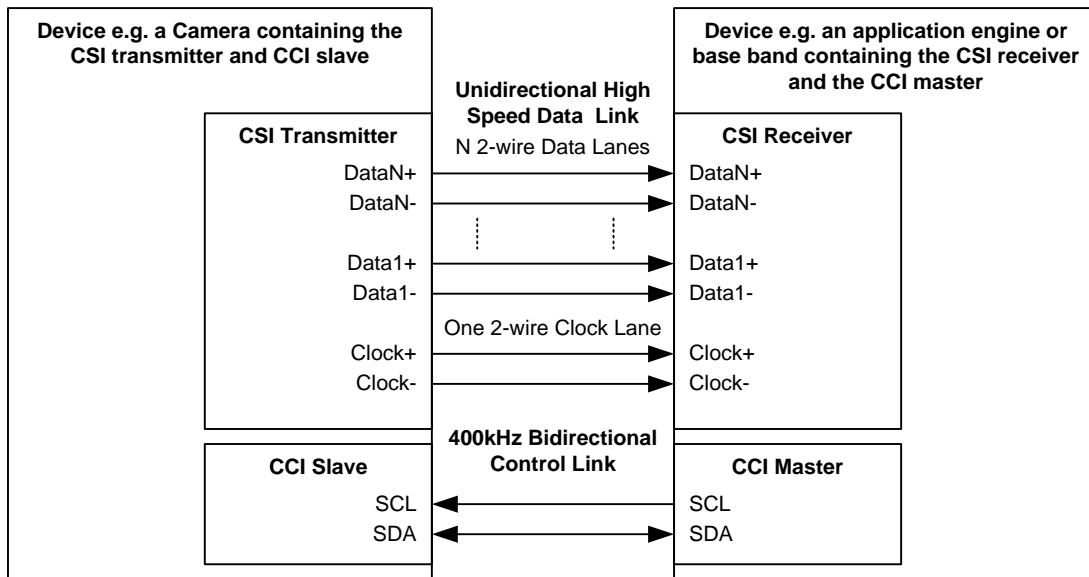 Device e.g. a Camera containing the
CSI transmitter and CCI slave
Device e.g. an application engine or
base band containing the CSI receiver
and the CCI master
Unidirectional High
Speed Data Link
N 2-wire Data Lanes
CSI Transmitter
DataN+
DataN-
Data1+
Data1-
One 2-wire Clock Lane
Clock+
Clock-
CSI Receiver
DataN+
DataN-
Data1+
Data1-
Clock+
Clock-
400kHz Bidirectional
Control Link
CCI Slave
SCL
SDA
CCI Master
SCL
SDA